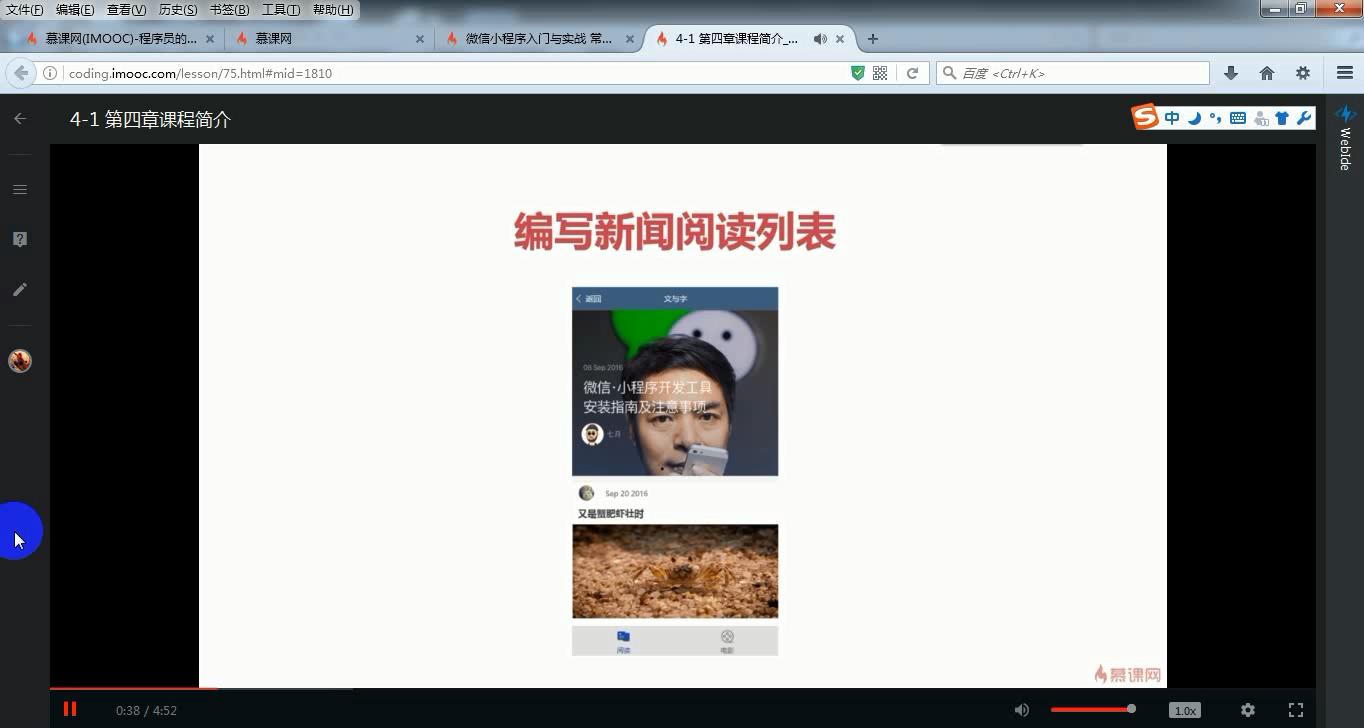 文件(F) 编辑(E) 查看(V) 历史(S) 书签(B) 工具(T) 帮助(H)
慕课网(IMOOC)-程序员的... 慕课网 微信小程序入门与实战 常... 4-1 第四章课程简介_...
coding.imooc.com/lesson/75.html#mid=1810 百度 <Ctrl+K>
4-1 第四章课程简介
中
WebIde
编写新闻阅读列表
返回 文与字
08 Sep 2016
微信·小程序开发工具
安装指南及注意事项
七月
Sep 20 2016
又是蟹肥虾壮时
阅读 电影
慕课网
0:38 / 4:52 1.0x